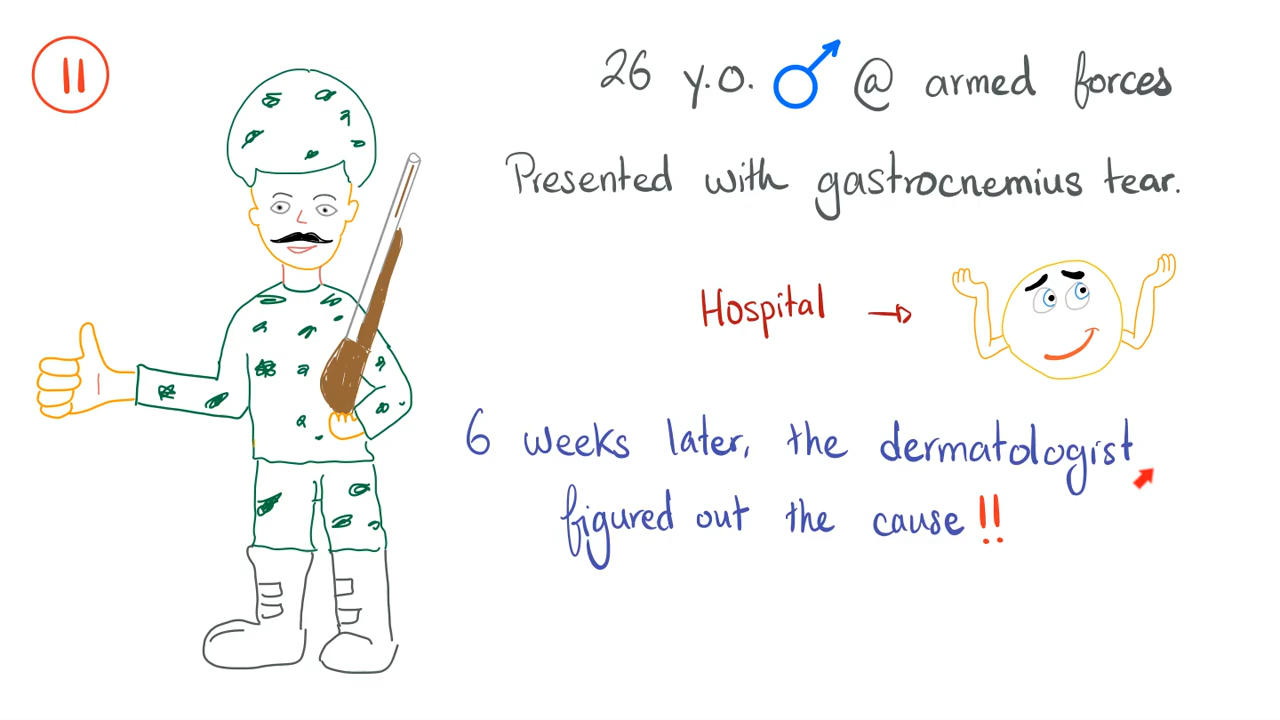 11
26 y.o. ♂ @ armed forces
Presented with gastrocnemius tear.
Hospital →
6 weeks later, the dermatologist
figured out the cause !!